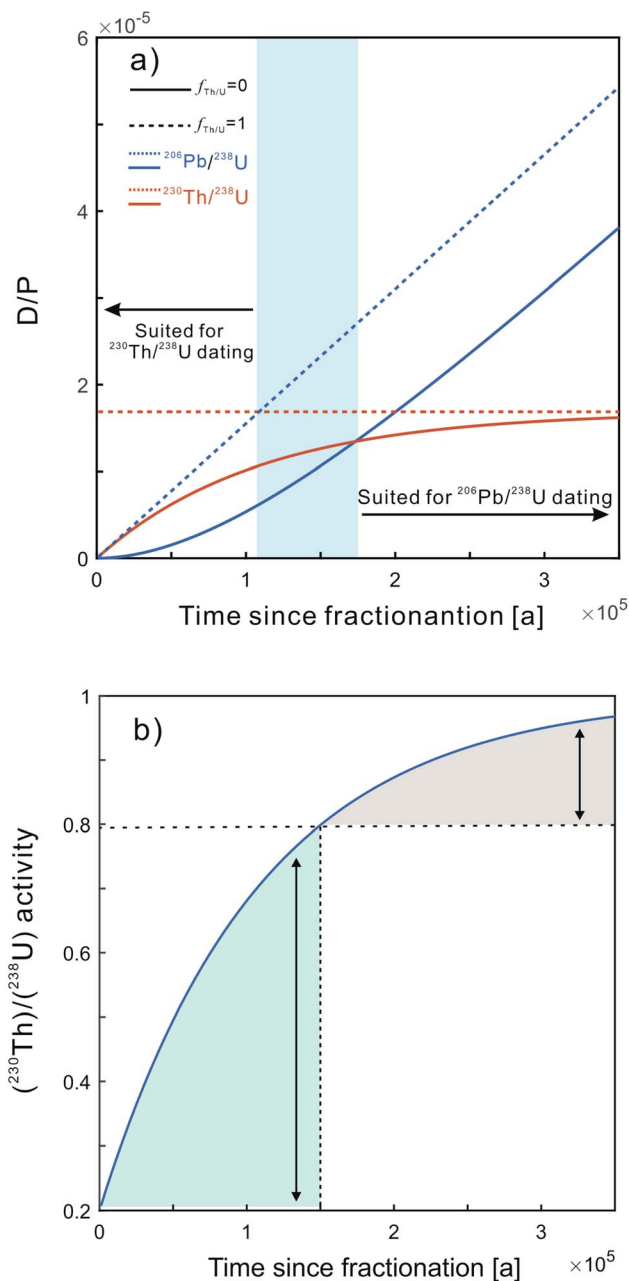 ×10⁻⁵
6
a)
f Th/U=0
f Th/U=1
²⁰⁶Pb/²³⁸U
²³⁰Th/²³⁸U
4
D/P
Suited for
²³⁰Th/²³⁸U dating
2
Suited for ²⁰⁶Pb/²³⁸U dating
0
0 1 2 3
Time since fractionantion [a] ×10⁵
1
b)
0.8
(²³⁰Th)/(²³⁸U) activity
0.6
0.4
0.2
0 1 2 3
Time since fractionation [a] ×10⁵